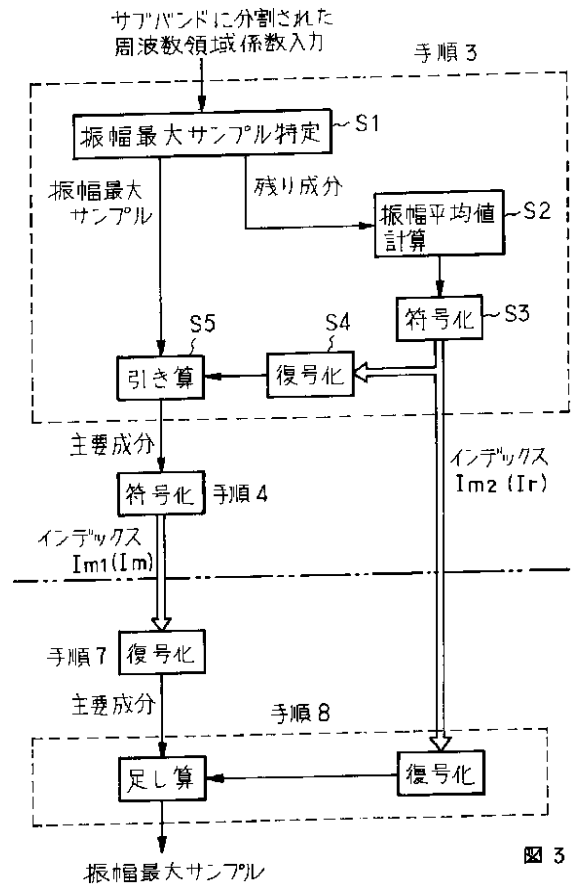 サブバンドに分割された
周波数領域係数入力
手順3
振幅最大サンプル特定
S1
振幅最大
サンプル
残り成分
振幅平均値
計算
S2
符号化
S3
S5
S4
引き算
復号化
主要成分
符号化
手順4
インデックス
Im2(Ir)
インデックス
Im1(Im)
手順7
復号化
主要成分
手順8
足し算
復号化
振幅最大サンプル
図3